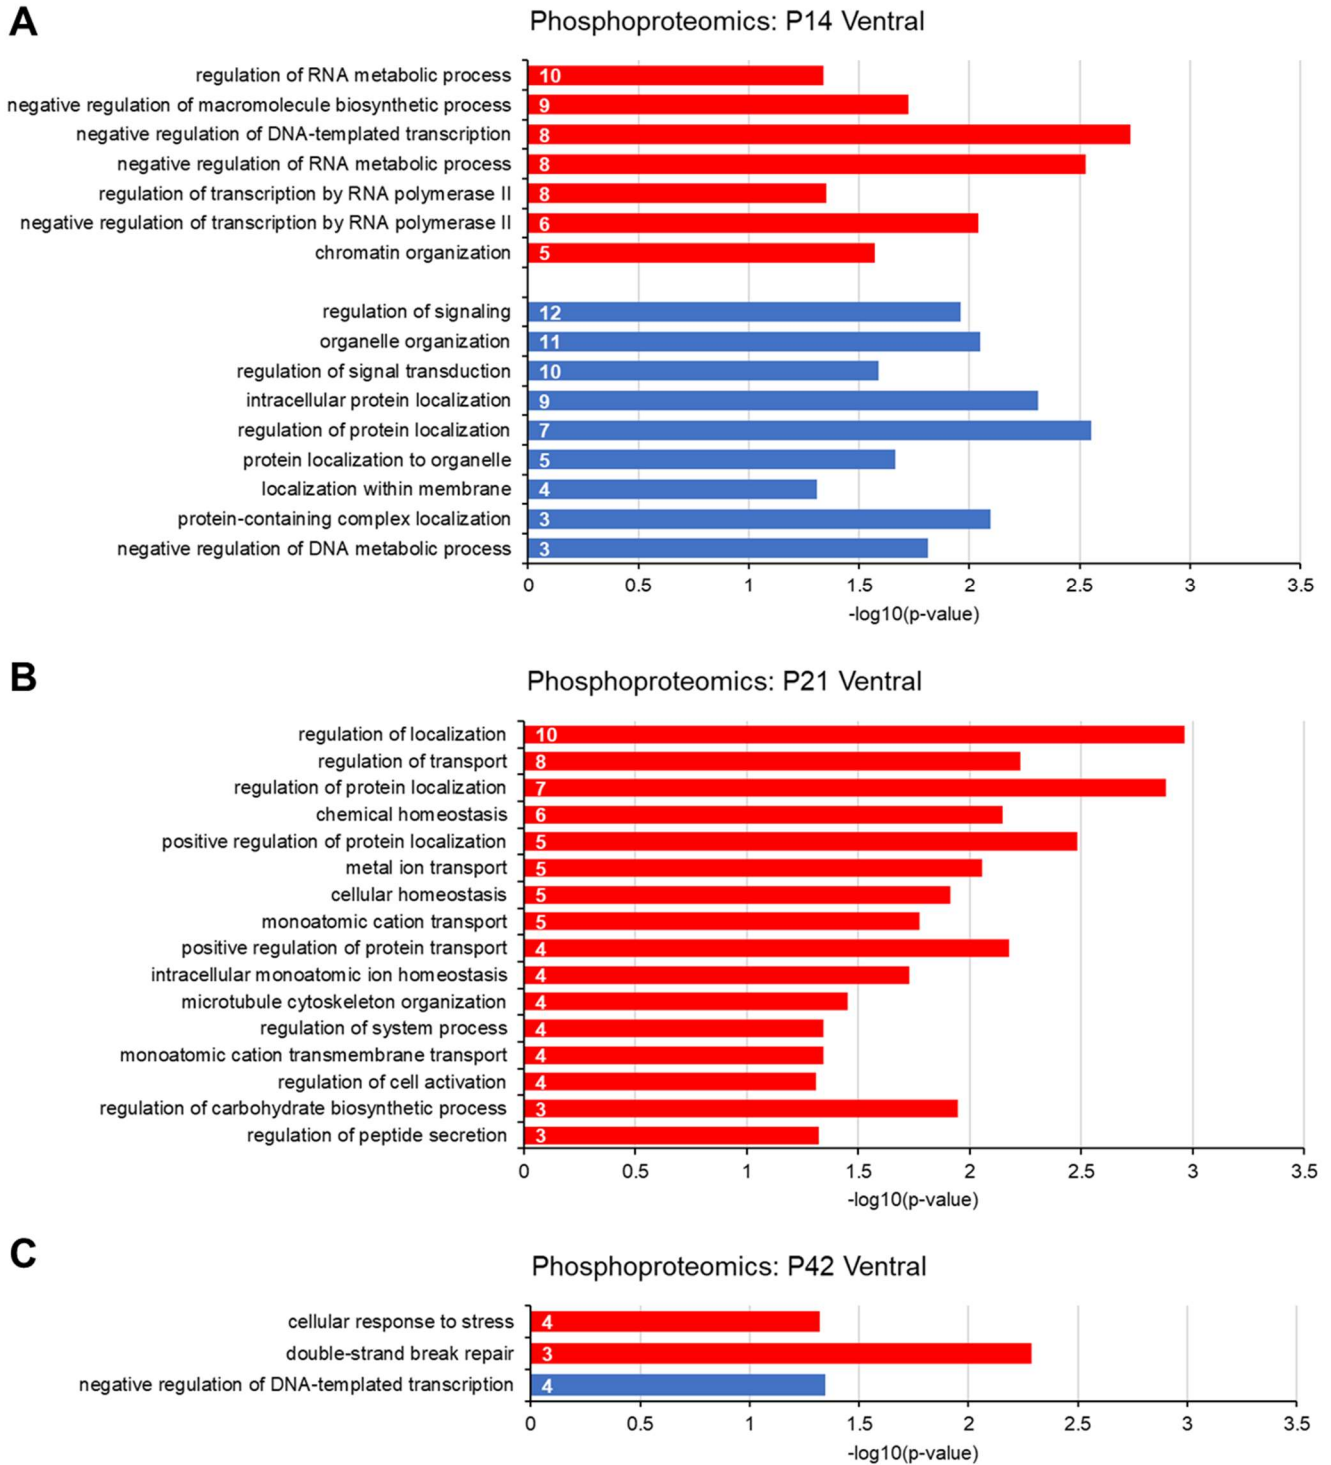 A
Phosphoproteomics: P14 Ventral
regulation of RNA metabolic process 10
negative regulation of macromolecule biosynthetic process 9
negative regulation of DNA-templated transcription 8
negative regulation of RNA metabolic process 8
regulation of transcription by RNA polymerase II 8
negative regulation of transcription by RNA polymerase II 6
chromatin organization 5
regulation of signaling 12
organelle organization 11
regulation of signal transduction 10
intracellular protein localization 9
regulation of protein localization 7
protein localization to organelle 5
localization within membrane 4
protein-containing complex localization 3
negative regulation of DNA metabolic process 3
0 0.5 1 1.5 2 2.5 3 3.5
-log10(p-value)
B
Phosphoproteomics: P21 Ventral
regulation of localization 10
regulation of transport 8
regulation of protein localization 7
chemical homeostasis 6
positive regulation of protein localization 5
metal ion transport 5
cellular homeostasis 5
monoatomic cation transport 5
positive regulation of protein transport 4
intracellular monoatomic ion homeostasis 4
microtubule cytoskeleton organization 4
regulation of system process 4
monoatomic cation transmembrane transport 4
regulation of cell activation 4
regulation of carbohydrate biosynthetic process 3
regulation of peptide secretion 3
0 0.5 1 1.5 2 2.5 3 3.5
-log10(p-value)
C
Phosphoproteomics: P42 Ventral
cellular response to stress 4
double-strand break repair 3
negative regulation of DNA-templated transcription 4
0 0.5 1 1.5 2 2.5 3 3.5
-log10(p-value)